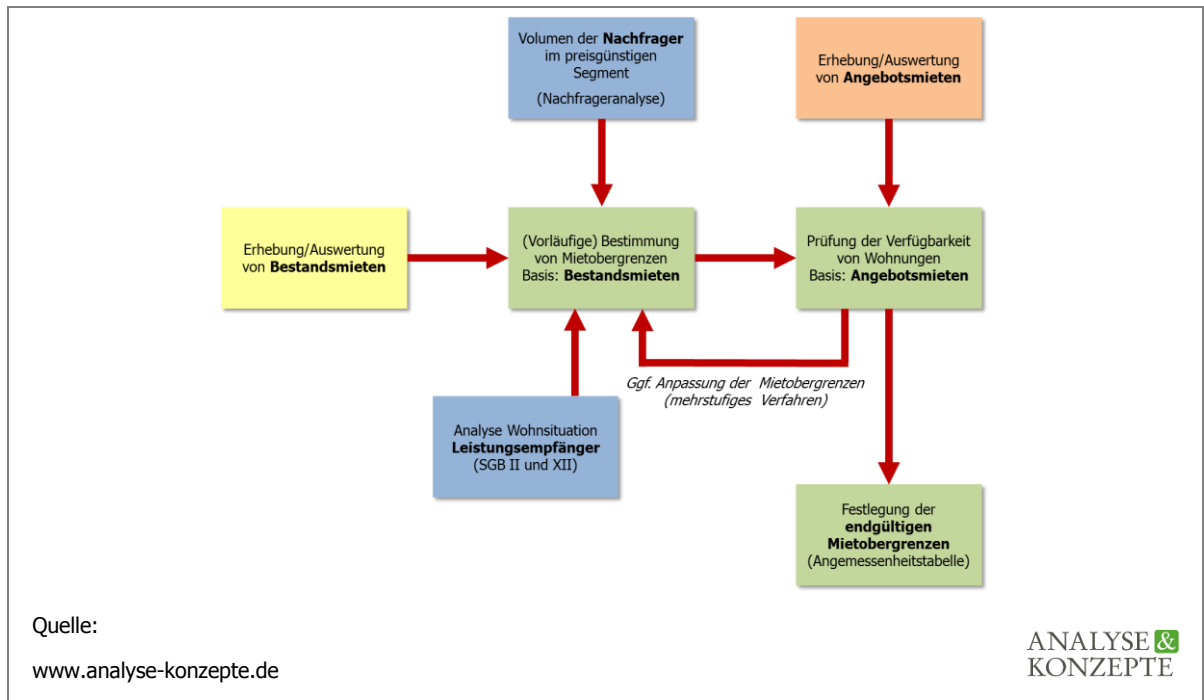 Volumen der Nachfrager
im preisgünstigen
Segment
(Nachfrageanalyse)
Erhebung/Auswertung
von Angebotsmieten
Erhebung/Auswertung
von Bestandsmieten
(Vorläufige) Bestimmung
von Mietobergrenzen
Basis: Bestandsmieten
Prüfung der Verfügbarkeit
von Wohnungen
Basis: Angebotsmieten
Ggf. Anpassung der Mietobergrenzen
(mehrstufiges Verfahren)
Analyse Wohnsituation
Leistungsempfänger
(SGB II und XII)
Festlegung der
endgültigen
Mietobergrenzen
(Angemessenheitstabelle)
Quelle:
www.analyse-konzepte.de
ANALYSE &
KONZEPTE